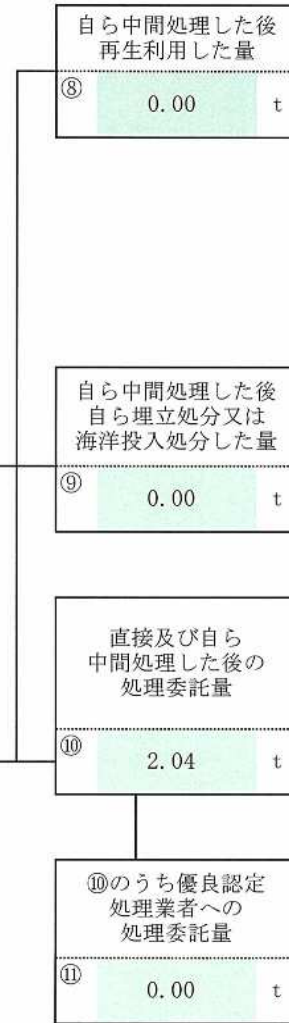 自ら中間処理した後
再生利用した量
⑧ 0.00 t
自ら中間処理した後
自ら埋立処分又は
海洋投入処分した量
⑨ 0.00 t
直接及び自ら
中間処理した後の
処理委託量
⑩ 2.04 t
⑩のうち優良認定
処理業者への
処理委託量
⑪ 0.00 t